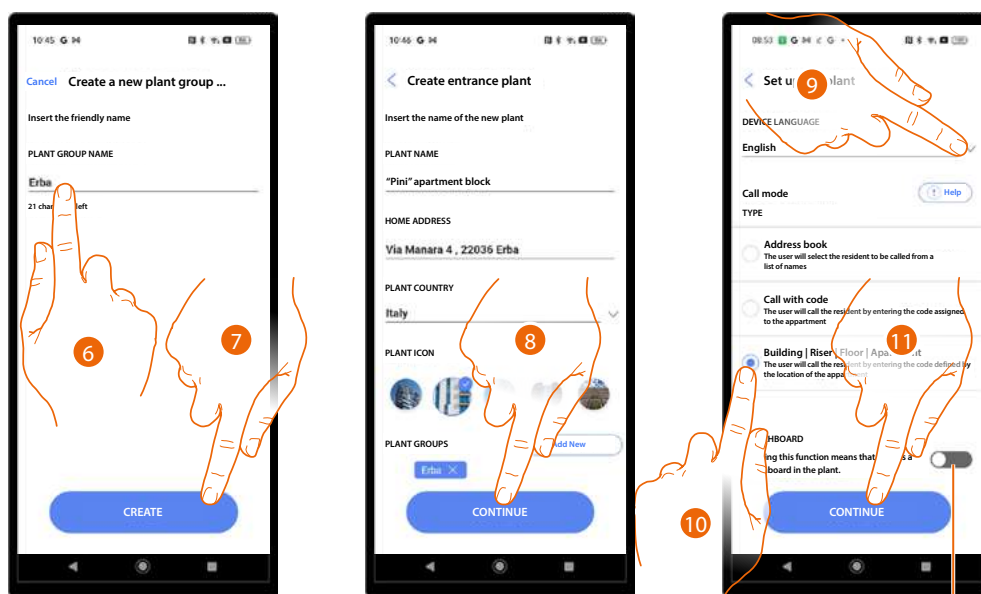 10:45 G
Cancel Create a new plant group ...
Insert the friendly name
PLANT GROUP NAME
Erba
21 left
6
7
CREATE
10:46 G
Create entrance plant
Insert the name of the new plant
PLANT NAME
"Pini" apartment block
HOME ADDRESS
Via Manara 4 , 22036 Erba
PLANT COUNTRY
Italy
8
PLANT ICON
PLANT GROUPS
Add New
Erba
CONTINUE
08:53 G
Set
9
DEVICE LANGUAGE
English
Call mode
Help
TYPE
Address book
The user will select the resident to be called from a
list of names
Call with code
The user will call the resident by entering the code assigned
to the appartment
11
Building | Riser | Floor |
The user will call the resident by entering the code defined by
the location of the
this function means that
in the plant.
CONTINUE
10